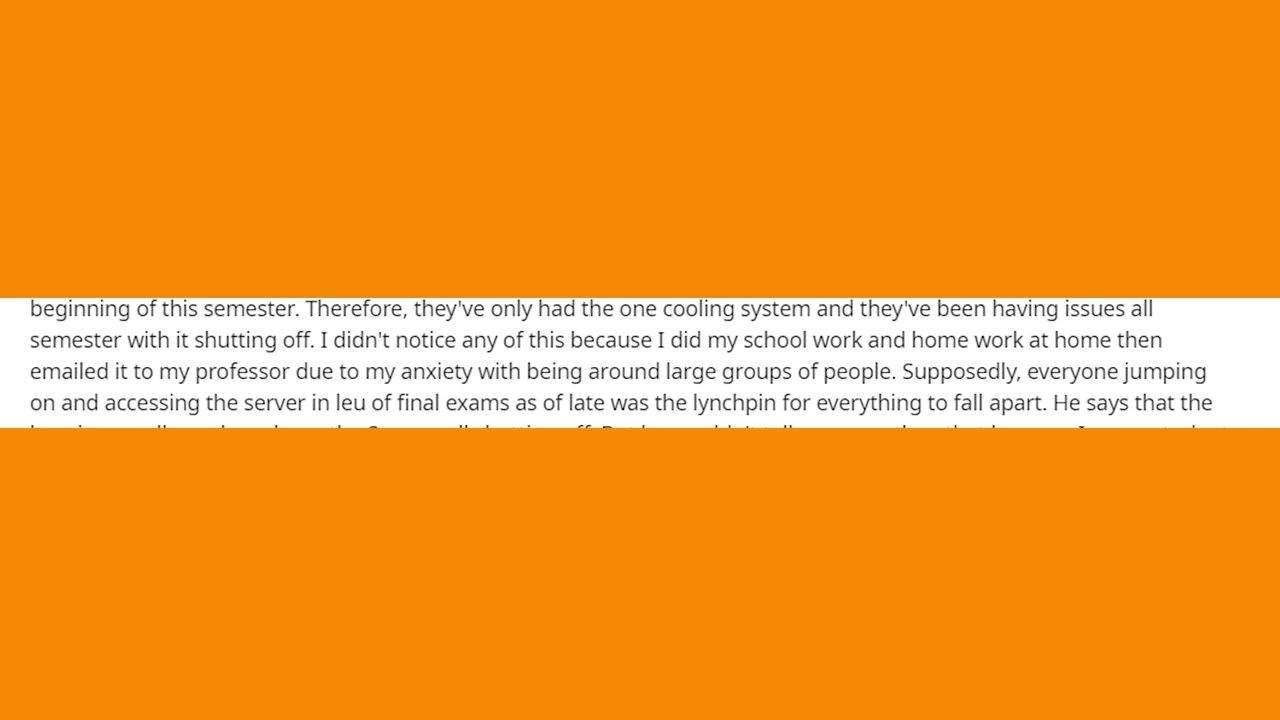 beginning of this semester. Therefore, they've only had the one cooling system and they've been having issues all
semester with it shutting off. I didn't notice any of this because I did my school work and home work at home then
emailed it to my professor due to my anxiety with being around large groups of people. Supposedly, everyone jumping
on and accessing the server in leu of final exams as of late was the lynchpin for everything to fall apart. He says that the